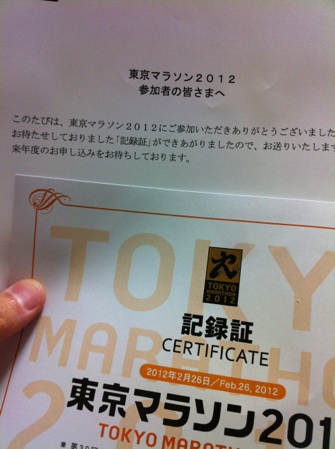 東京マラソン2012
参加者の皆さまへ
このたびは、東京マラソン2012にご参加いただきありがとうございました
お待たせしておりました「記録証」ができあがりましたので、お送りいたします
来年度のお申し込みをお待ちしております。
TOKYO
MARATHO
TOKYO
MARATHON
2012
記録証
CERTIFICATE
2012年2月26日/Feb.26, 2012
東京マラソン201
TOKYO MARATH